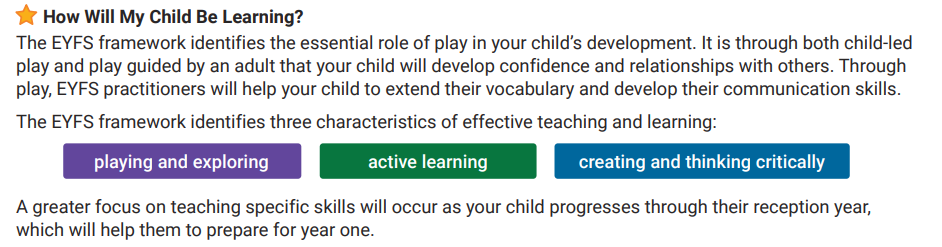 How Will My Child Be Learning?
The EYFS framework identifies the essential role of play in your child’s development. It is through both child-led
play and play guided by an adult that your child will develop confidence and relationships with others. Through
play, EYFS practitioners will help your child to extend their vocabulary and develop their communication skills.
The EYFS framework identifies three characteristics of effective teaching and learning:
playing and exploring
active learning
creating and thinking critically
A greater focus on teaching specific skills will occur as your child progresses through their reception year,
which will help them to prepare for year one.